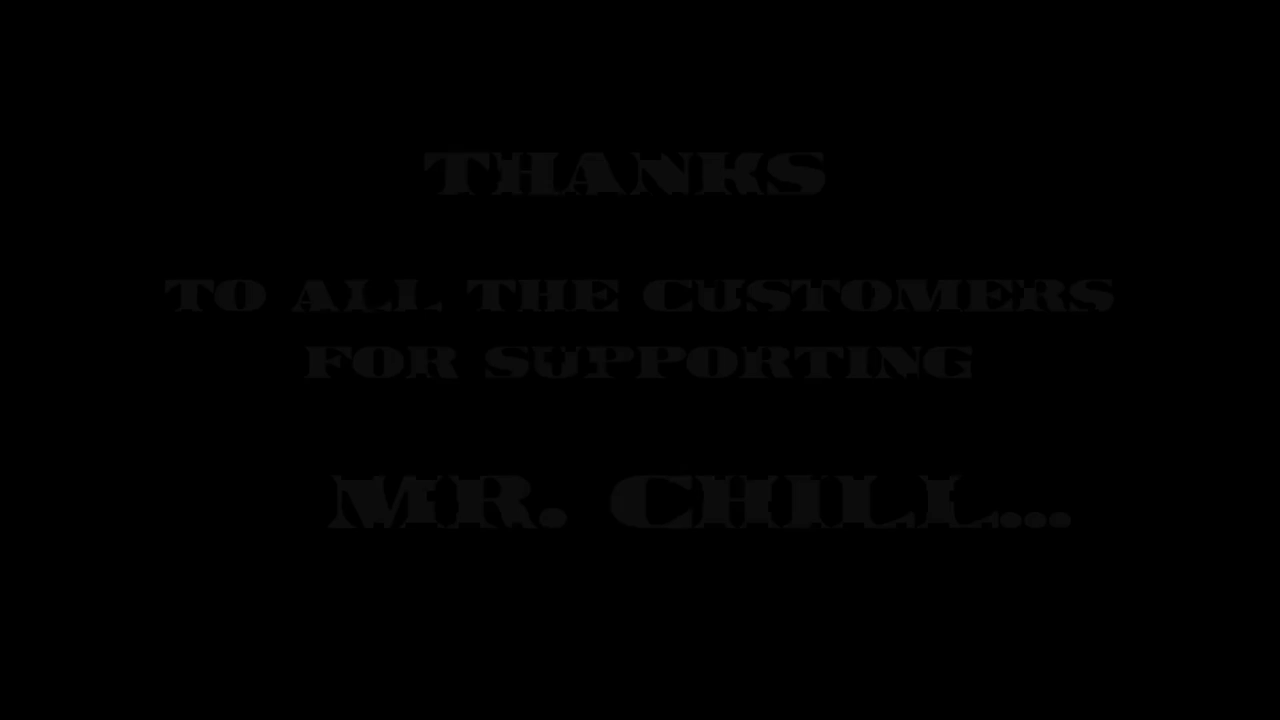 THANKS
TO ALL THE CUSTOMERS
FOR SUPPORTING
MR. CHILL...